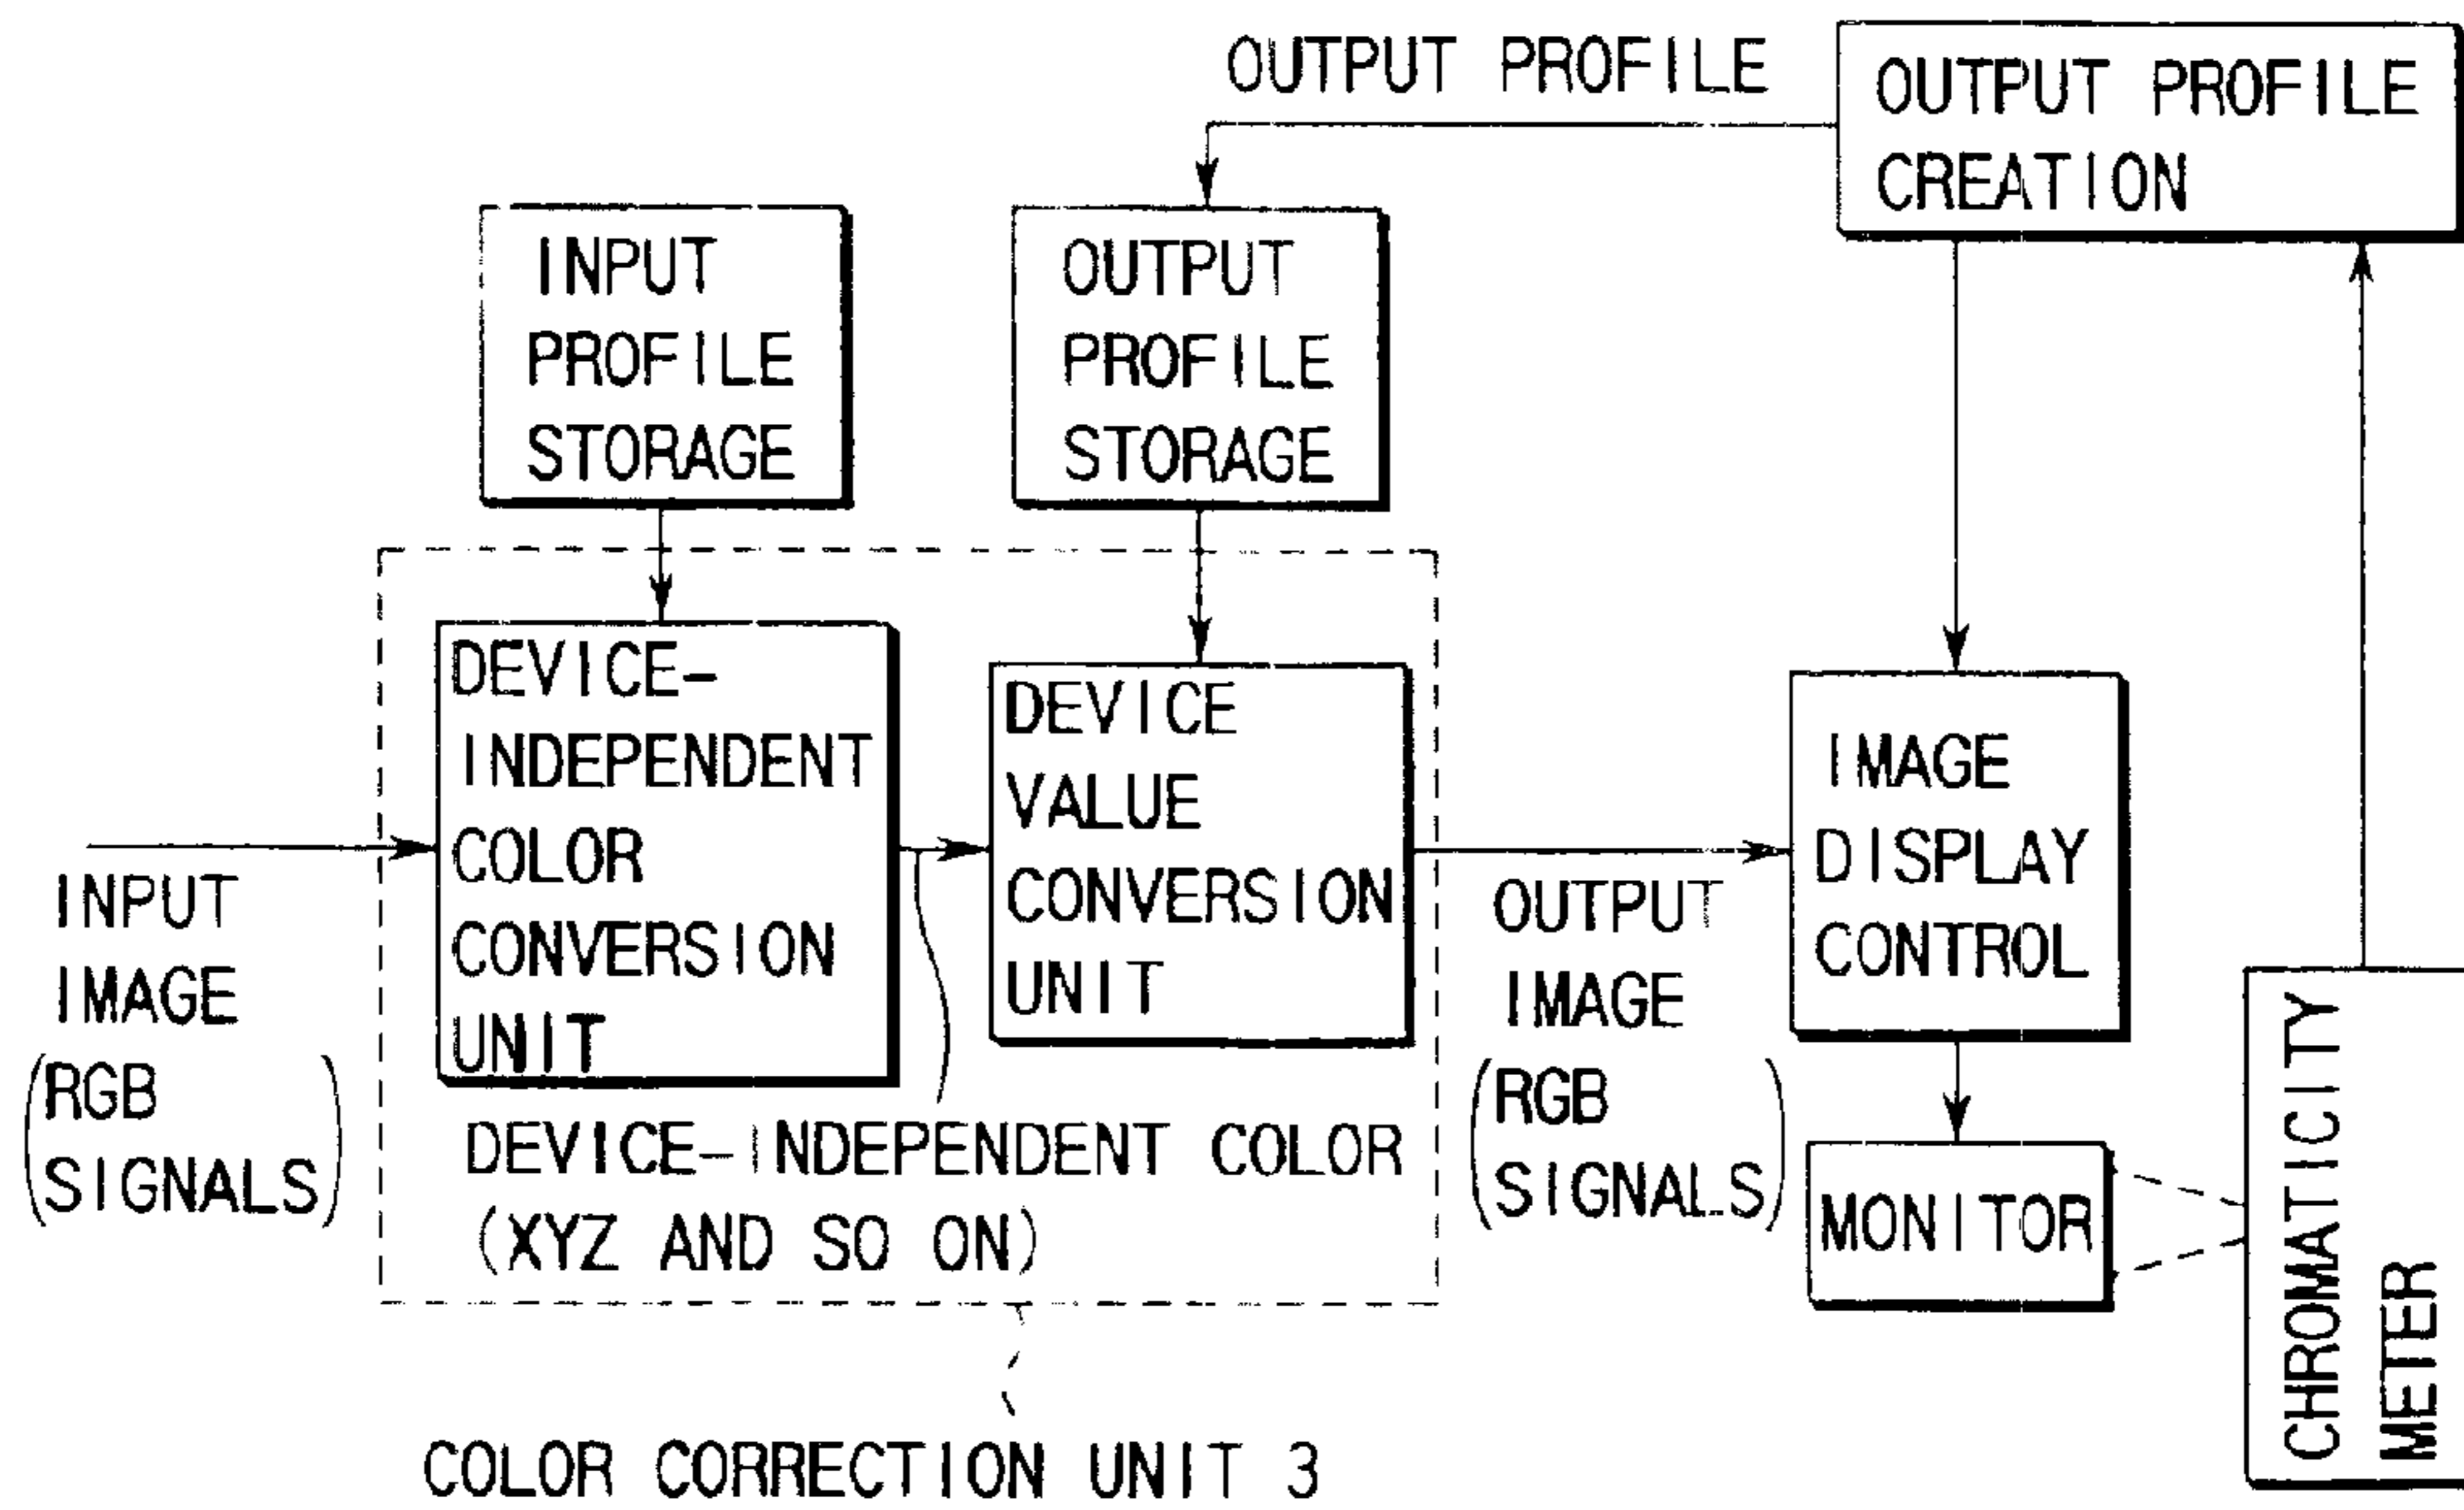 OUTPUT PROFILE
OUTPUT PROFILE
CREATION
INPUT
PROFILE
STORAGE
OUTPUT
PROFILE
STORAGE
DEVICE-
INDEPENDENT
COLOR
CONVERSION
UNIT
DEVICE
VALUE
CONVERSION
UNIT
IMAGE
DISPLAY
CONTROL
INPUT
IMAGE
(RGB
SIGNALS)
OUTPUT
IMAGE
(RGB
SIGNALS)
DEVICE-INDEPENDENT COLOR
(XYZ AND SO ON)
MONITOR
CHROMATICITY
METER
COLOR CORRECTION UNIT 3